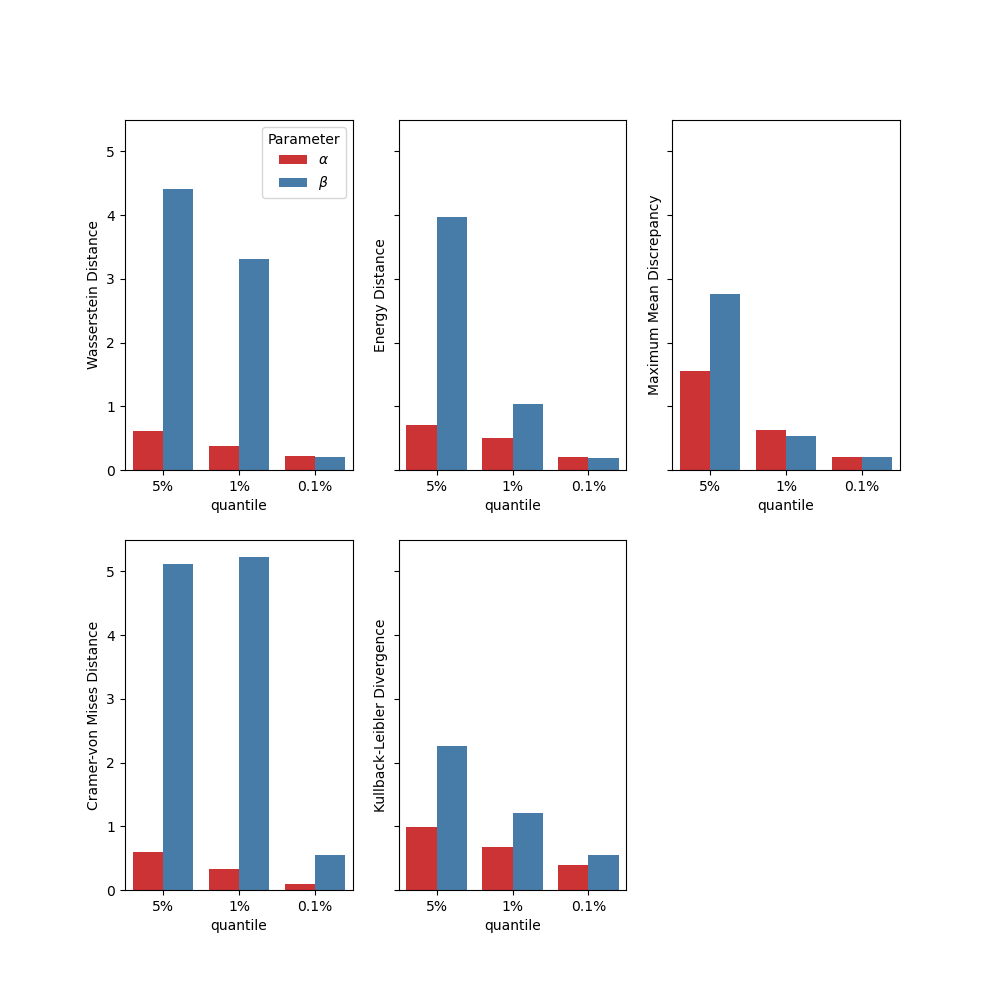 Wasserstein Distance
5
4
3
2
1
0
Parameter
α
β
5% 1% 0.1%
quantile
Energy Distance
5% 1% 0.1%
quantile
Maximum Mean Discrepancy
5% 1% 0.1%
quantile
Cramer-von Mises Distance
5
4
3
2
1
0
5% 1% 0.1%
quantile
Kullback-Leibler Divergence
5% 1% 0.1%
quantile